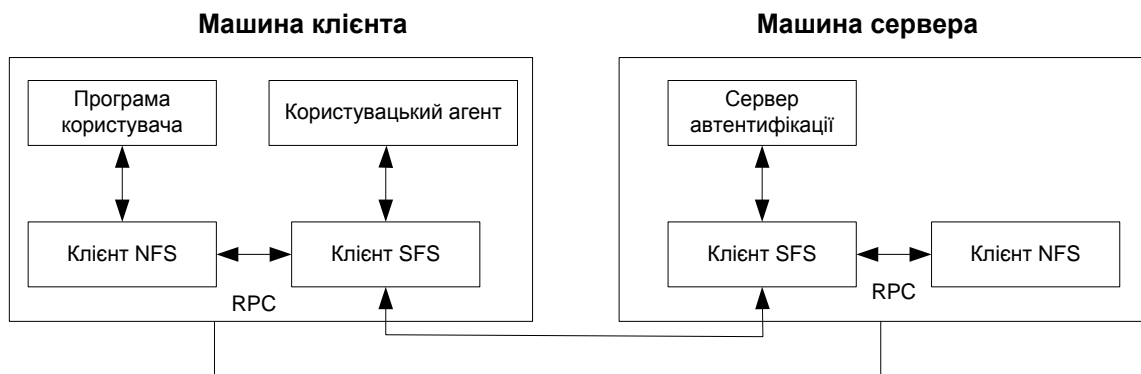 Машина клієнта
Машина сервера
Програма
користувача
Користувацький агент
Сервер
автентифікації
Клієнт NFS
Клієнт SFS
Клієнт SFS
Клієнт NFS
RPC
RPC